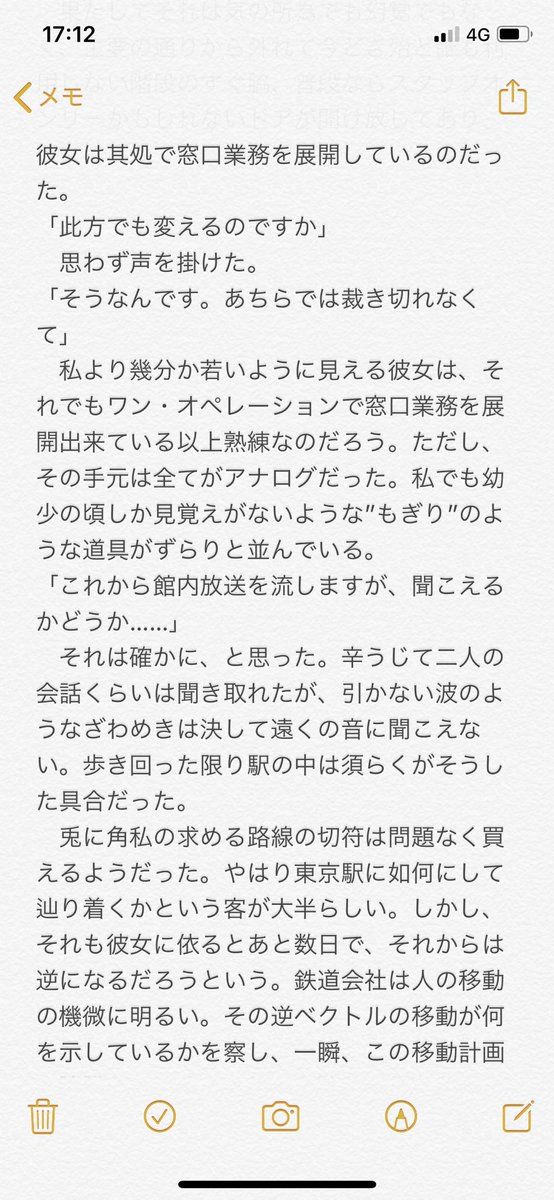 17:12
4G
メモ
彼女は其処で窓口業務を展開しているのだっ
た。
「此方でも変えるのですか」
　思わず声を掛けた。
「そうなんです。あちらでは裁き切れなく
て」
　私より幾分か若いように見える彼女は、そ
れでもワン・オペレーションで窓口業務を展
開出来ている以上熟練なのだろう。ただし、
その手元は全てがアナログだった。私でも幼
少の頃しか見覚えがないような”もぎり”のよ
うな道具がずらりと並んでいる。
「これから館内放送を流しますが、聞こえる
かどうか……」
　それは確かに、と思った。辛うじて二人の
会話くらいは聞き取れたが、引かない波のよ
うなざわめきは決して遠くの音に聞こえな
い。歩き回った限り駅の中は須らくがそうし
た具合だった。
　兎に角私の求める路線の切符は問題なく買
えるようだった。やはり東京駅に如何にして
辿り着くかという客が大半らしい。しかし、
それも彼女に依るとあと数日で、それからは
逆になるだろうという。鉄道会社は人の移動
の機微に明るい。その逆ベクトルの移動が何
を示しているかを察し、一瞬、この移動計画